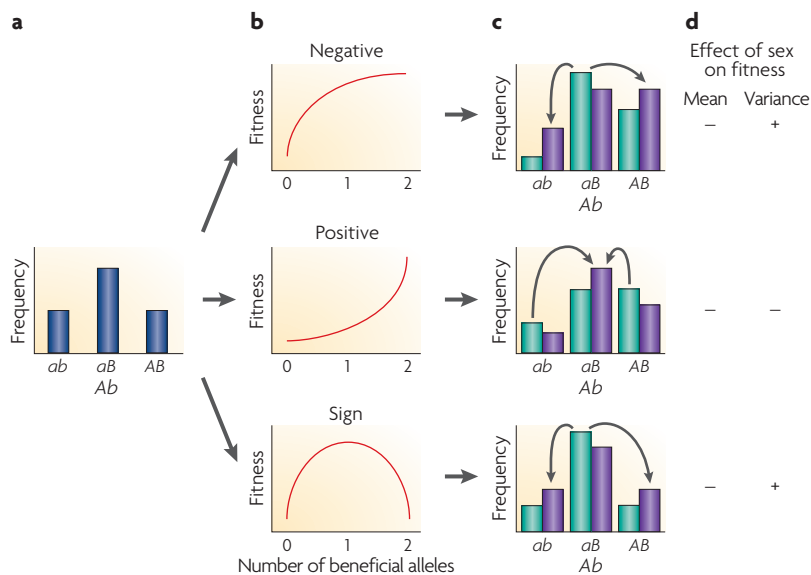 a
b
c
d
Negative
Fitness
0 1 2
Frequency
ab aB AB
Ab
Effect of sex
on fitness
Mean Variance
– +
Frequency
ab aB AB
Ab
Positive
Fitness
0 1 2
Frequency
ab aB AB
Ab
– –
Sign
Fitness
0 1 2
Number of beneficial alleles
Frequency
ab aB AB
Ab
– +